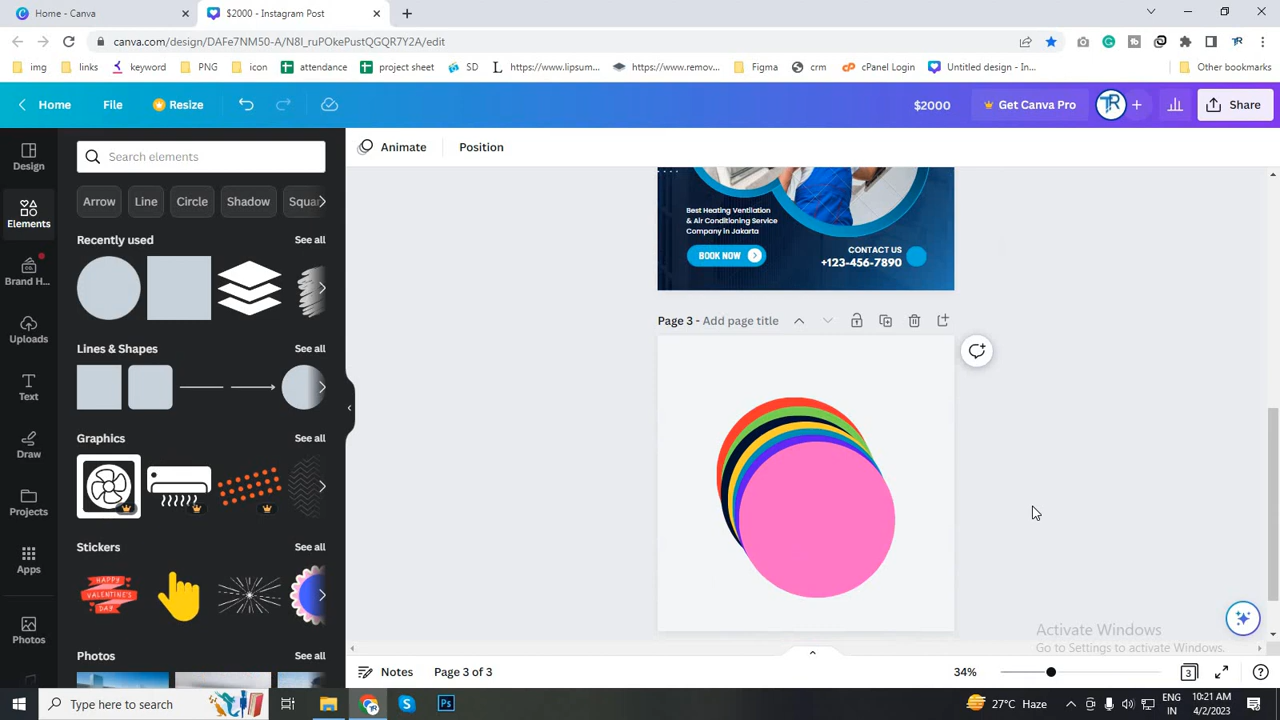 Home - Canva
$2000 - Instagram Post
canva.com/design/DAFe7NM50-A/N8I_ruPOkePustQGQR7Y2A/edit
img
links
keyword
PNG
icon
attendance
project sheet
SD
https://www.lipsum...
https://www.remov...
Figma
crm
cPanel Login
Untitled design - In...
Other bookmarks
Home
File
Resize
$2000
TR
Get Canva Pro
Share
Design
Elements
Brand H...
Uploads
Text
Draw
Projects
Apps
Photos
Search elements
Arrow
Line
Circle
Shadow
Squar
Recently used
See all
Lines & Shapes
See all
Graphics
See all
Stickers
See all
HAPPY
VALENTINE'S
DAY
Photos
See all
Animate
Position
Best Heating Ventilation
& Air Conditioning Service
Company in Jakarta
BOOK NOW
CONTACT US
+123-456-7890
Page 3 - Add page title
Activate Windows
Go to Settings to activate Windows.
Notes
Page 3 of 3
34%
3
Type here to search
Ps
27°C Haze
ENG
IN
10:21 AM
4/2/2023